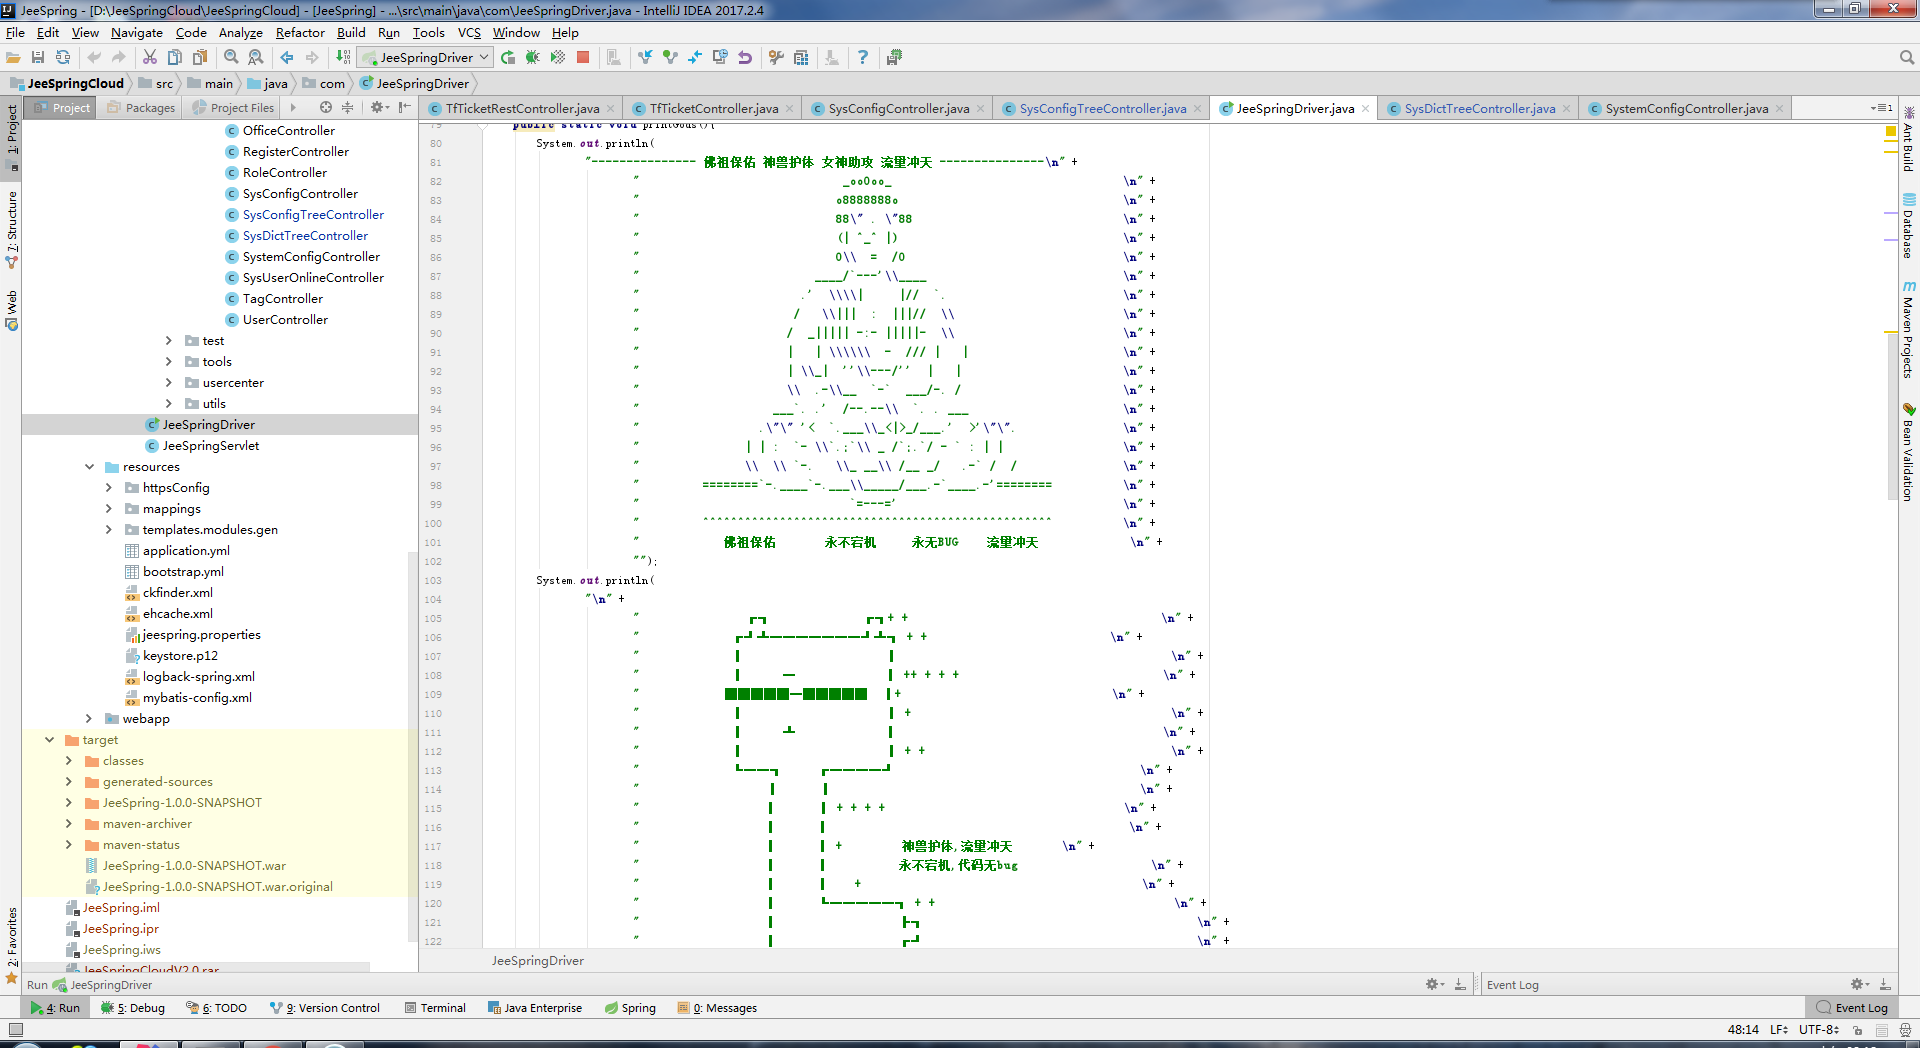 JeeSpring - [D:\JeeSpringCloud\JeeSpringCloud] - [JeeSpring] - ...\src\main\java\com\JeeSpringDriver.java - IntelliJ IDEA 2017.2.4
File Edit View Navigate Code Analyze Refactor Build Run Tools VCS Window Help
JeeSpringDriver
JeeSpringCloud src main java com JeeSpringDriver
Project Packages Project Files
TfTicketRestController.java TfTicketController.java SysConfigController.java SysConfigTreeController.java JeeSpringDriver.java SysDictTreeController.java SystemConfigController.java
1: Project
7: Structure
Web
2: Favorites
OfficeController
RegisterController
RoleController
SysConfigController
SysConfigTreeController
SysDictTreeController
SystemConfigController
SysUserOnlineController
TagController
UserController
test
tools
usercenter
utils
JeeSpringDriver
JeeSpringServlet
resources
httpsConfig
mappings
templates.modules.gen
application.yml
bootstrap.yml
ckfinder.xml
ehcache.xml
jeespring.properties
keystore.p12
logback-spring.xml
mybatis-config.xml
webapp
target
classes
generated-sources
JeeSpring-1.0.0-SNAPSHOT
maven-archiver
maven-status
JeeSpring-1.0.0-SNAPSHOT.war
JeeSpring-1.0.0-SNAPSHOT.war.original
JeeSpring.iml
JeeSpring.ipr
JeeSpring.iws
JeeSpringCloudV2.0.rar
79 public static void printGods(){
80 System.out.println(
81 "--------------- 佛祖保佑 神兽护体 女神助攻 流量冲天 ---------------\n" +
82 " _ooOoo_ \n" +
83 " o8888888o \n" +
84 " 88\" . \"88 \n" +
85 " (| ^_^ |) \n" +
86 " O\\ = /O \n" +
87 " ____/`---'\\____ \n" +
88 " .' \\\\| |// `. \n" +
89 " / \\||| : |||// \\ \n" +
90 " / _||||| -:- |||||- \\ \n" +
91 " | | \\\\\\ - /// | | \n" +
92 " | \\_| ''\\---/'' | | \n" +
93 " \\ .-\\__ `-` ___/-. / \n" +
94 " ___`. .' /--.--\\ `. . ___ \n" +
95 " .\"\" '< `.___\\_<|>_/___.' >'\"\". \n" +
96 " | | : `- \\`.;`\\ _ /`;.`/ - ` : | | \n" +
97 " \\ \\ `-. \\_ __\\ /__ _/ .-` / / \n" +
98 " ========`-.____`-.___\\_____/___.-`____.-'======== \n" +
99 " `=---=' \n" +
100 " ^^^^^^^^^^^^^^^^^^^^^^^^^^^^^^^^^^^^^^^^^^^^^^^^^^ \n" +
101 " 佛祖保佑 永不宕机 永无BUG 流量冲天 \n" +
102 "");
103 System.out.println(
104 "\n" +
105 " ┏┓ ┏┓+ + \n" +
106 " ┏┛┻━━━━━━━┛┻┓ + + \n" +
107 " ┃ ┃ \n" +
108 " ┃ ━ ┃ ++ + + + \n" +
109 " █████━█████ ┃+ \n" +
110 " ┃ ┃ + \n" +
111 " ┃ ┻ ┃ \n" +
112 " ┃ ┃ + + \n" +
113 " ┗━━┓ ┏━━━━┛ \n" +
114 " ┃ ┃ \n" +
115 " ┃ ┃ + + + + \n" +
116 " ┃ ┃ \n" +
117 " ┃ ┃ + 神兽护体,流量冲天 \n" +
118 " ┃ ┃ 永不宕机,代码无bug \n" +
119 " ┃ ┃ + \n" +
120 " ┃ ┗━━━━━┓ + + \n" +
121 " ┃ ┣┓ \n" +
122 " ┃ ┏┛ \n" +
JeeSpringDriver
Ant Build
Database
Maven Projects
Bean Validation
Run JeeSpringDriver
Event Log
4: Run 5: Debug 6: TODO 9: Version Control Terminal Java Enterprise Spring 0: Messages Event Log
48:14 LF UTF-8